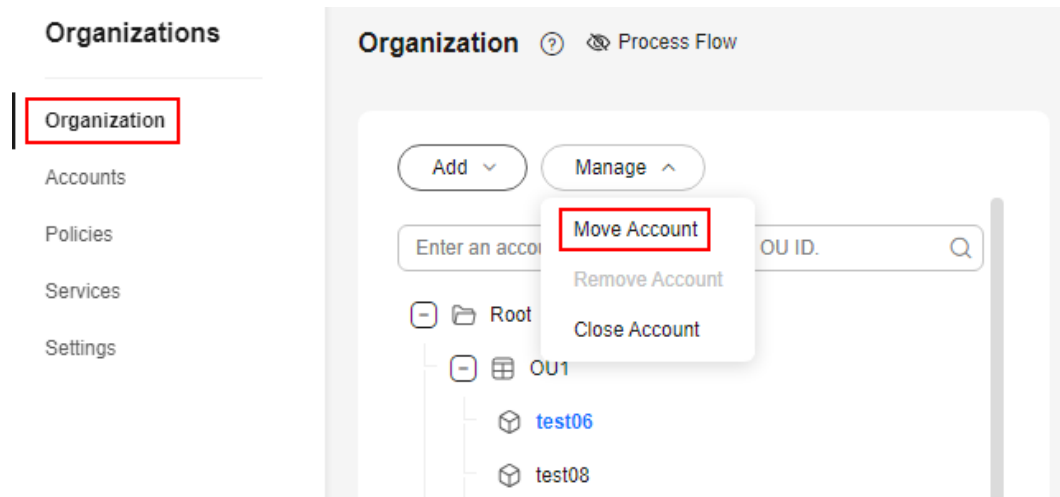 Organizations
Organization
Accounts
Policies
Services
Settings
Organization ? Process Flow
Add Manage
Move Account
Remove Account
Close Account
Enter an accou OU ID.
Root
OU1
test06
test08